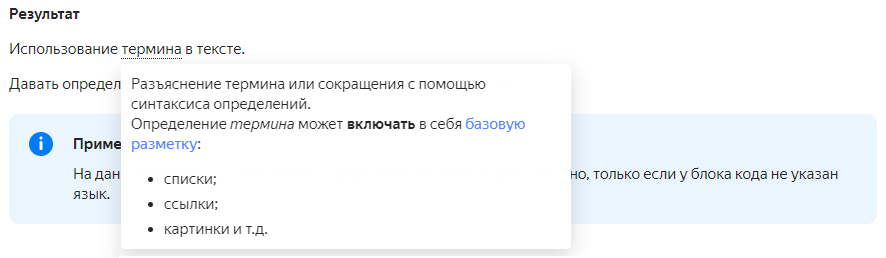 Результат
Использование термина в тексте.
Давать определ
Разъяснение термина или сокращения с помощью
синтаксиса определений.
Определение термина может включать в себя базовую
разметку:
• списки;
• ссылки;
• картинки и т.д.
Приме
На дан но, только если у блока кода не указан
язык.